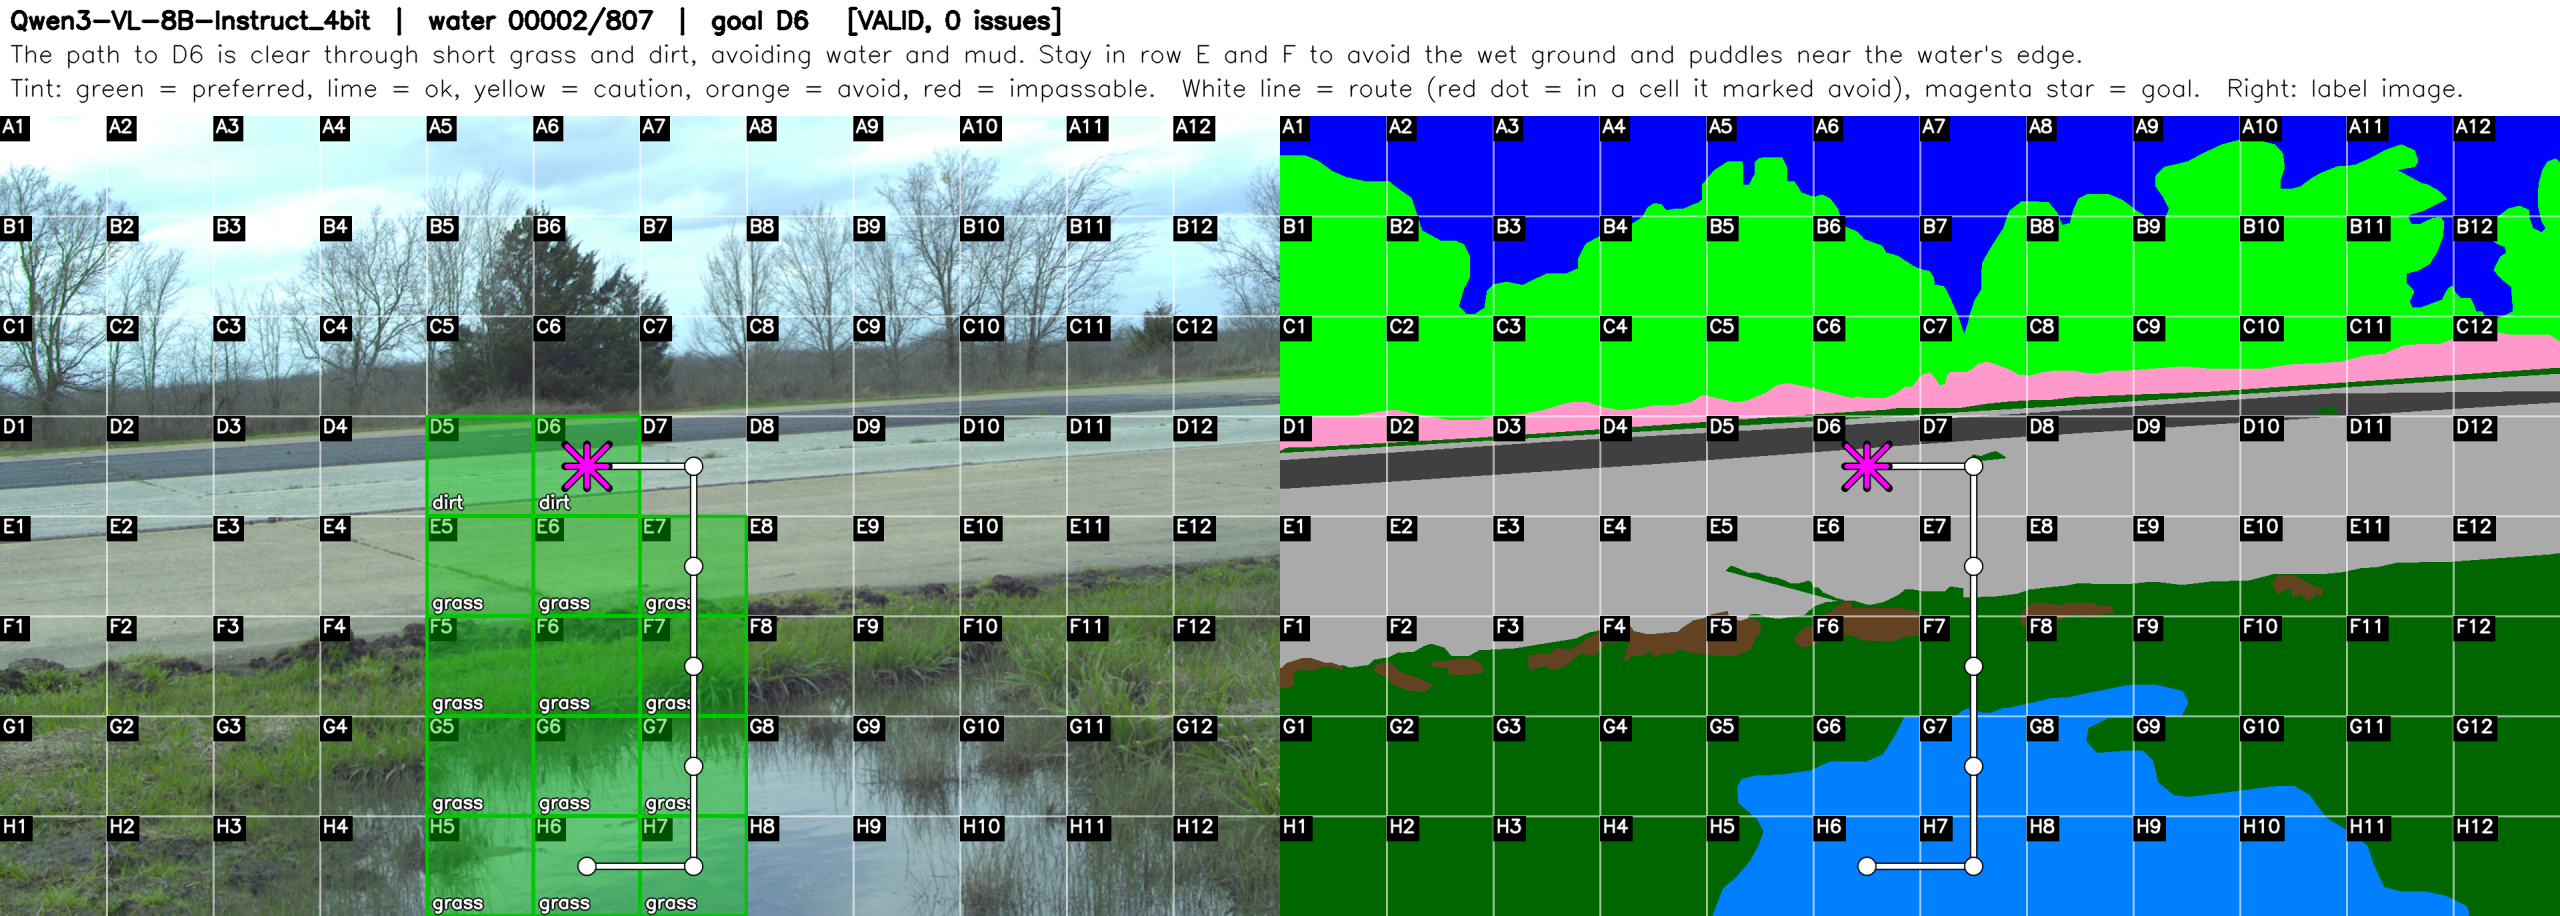 Qwen3-VL-8B-Instruct_4bit | water 00002/807 | goal D6 [VALID, 0 issues]
The path to D6 is clear through short grass and dirt, avoiding water and mud. Stay in row E and F to avoid the wet ground and puddles near the water's edge.
Tint: green = preferred, lime = ok, yellow = caution, orange = avoid, red = impassable. White line = route (red dot = in a cell it marked avoid), magenta star = goal. Right: label image.
A1 A2 A3 A4 A5 A6 A7 A8 A9 A10 A11 A12 A1 A2 A3 A4 A5 A6 A7 A8 A9 A10 A11 A12
B1 B2 B3 B4 B5 B6 B7 B8 B9 B10 B11 B12 B1 B2 B3 B4 B5 B6 B7 B8 B9 B10 B11 B12
C1 C2 C3 C4 C5 C6 C7 C8 C9 C10 C11 C12 C1 C2 C3 C4 C5 C6 C7 C8 C9 C10 C11 C12
D1 D2 D3 D4 D5 D6 D7 D8 D9 D10 D11 D12 D1 D2 D3 D4 D5 D6 D7 D8 D9 D10 D11 D12
dirt dirt
E1 E2 E3 E4 E5 E6 E7 E8 E9 E10 E11 E12 E1 E2 E3 E4 E5 E6 E7 E8 E9 E10 E11 E12
grass grass grass
F1 F2 F3 F4 F5 F6 F7 F8 F9 F10 F11 F12 F1 F2 F3 F4 F5 F6 F7 F8 F9 F10 F11 F12
grass grass grass
G1 G2 G3 G4 G5 G6 G7 G8 G9 G10 G11 G12 G1 G2 G3 G4 G5 G6 G7 G8 G9 G10 G11 G12
grass grass grass
H1 H2 H3 H4 H5 H6 H7 H8 H9 H10 H11 H12 H1 H2 H3 H4 H5 H6 H7 H8 H9 H10 H11 H12
grass grass grass